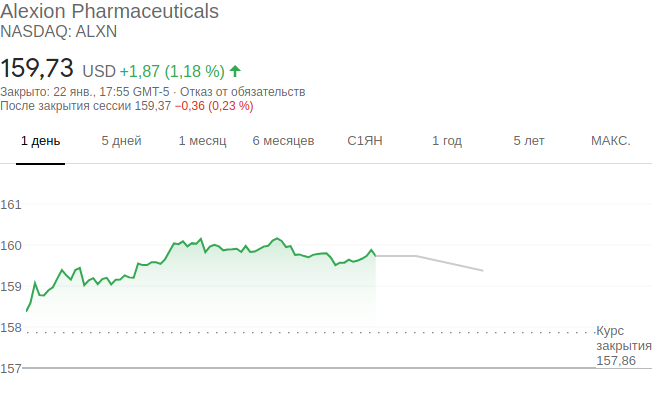 Alexion Pharmaceuticals
NASDAQ: ALXN
159,73 USD +1,87 (1,18 %)
Закрыто: 22 янв., 17:55 GMT-5 · Отказ от обязательств
После закрытия сессии 159,37 −0,36 (0,23 %)
1 день 5 дней 1 месяц 6 месяцев С1ЯН 1 год 5 лет МАКС.
161
160
159
158
Курс
закрытия
157,86
157